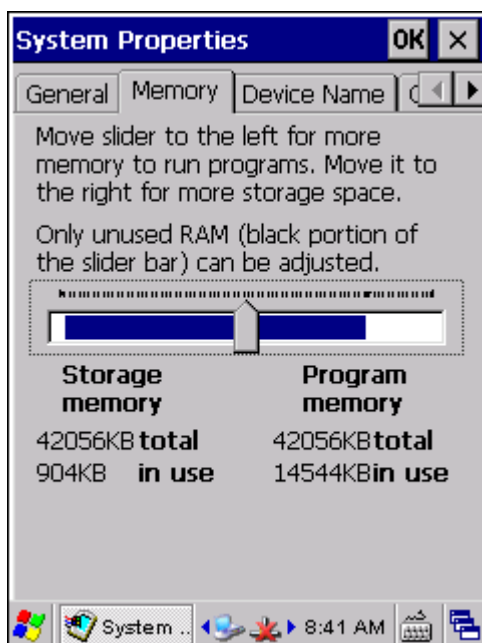 System Properties OK ×
General Memory Device Name
Move slider to the left for more
memory to run programs. Move it to
the right for more storage space.
Only unused RAM (black portion of
the slider bar) can be adjusted.
Storage memory
42056KB total
904KB in use
Program memory
42056KB total
14544KB in use
System .. 8:41 AM